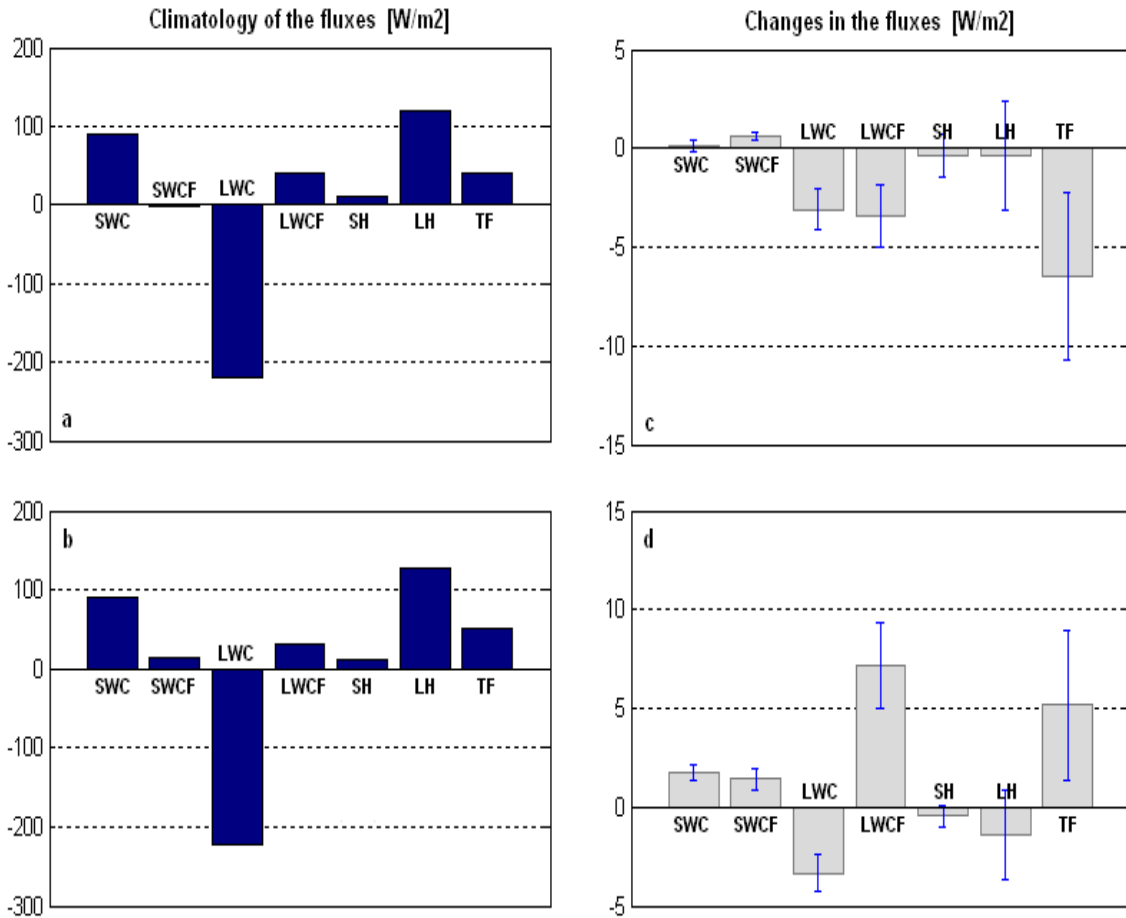 Climatology of the fluxes [W/m2]
200
100
0
-100
-200
-300
SWC
SWCF
LWC
LWCF
SH
LH
TF
a
Changes in the fluxes [W/m2]
5
0
-5
-10
-15
SWC
SWCF
LWC
LWCF
SH
LH
TF
c
200
100
0
-100
-200
-300
b
SWC
SWCF
LWC
LWCF
SH
LH
TF
15
10
5
0
-5
d
SWC
SWCF
LWC
LWCF
SH
LH
TF